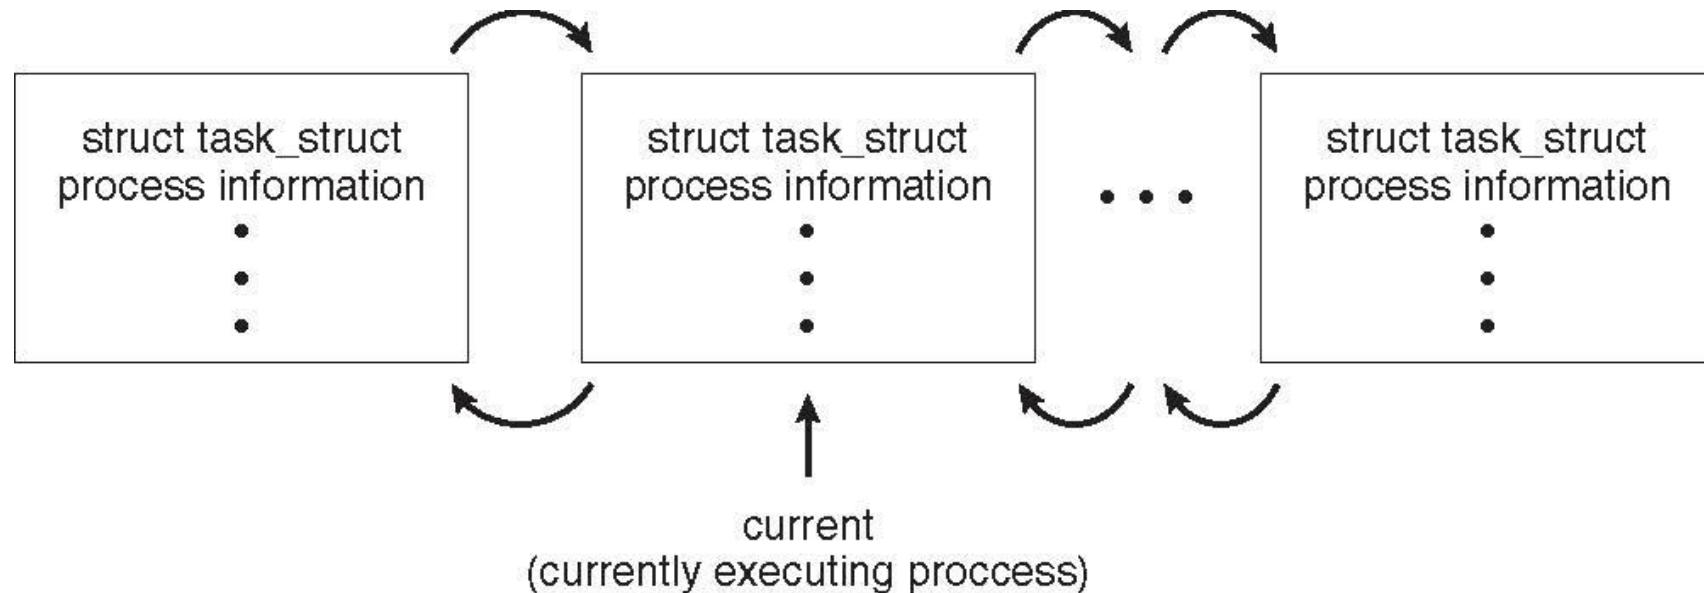 struct task_struct
process information
struct task_struct
process information
struct task_struct
process information
current
(currently executing proccess)